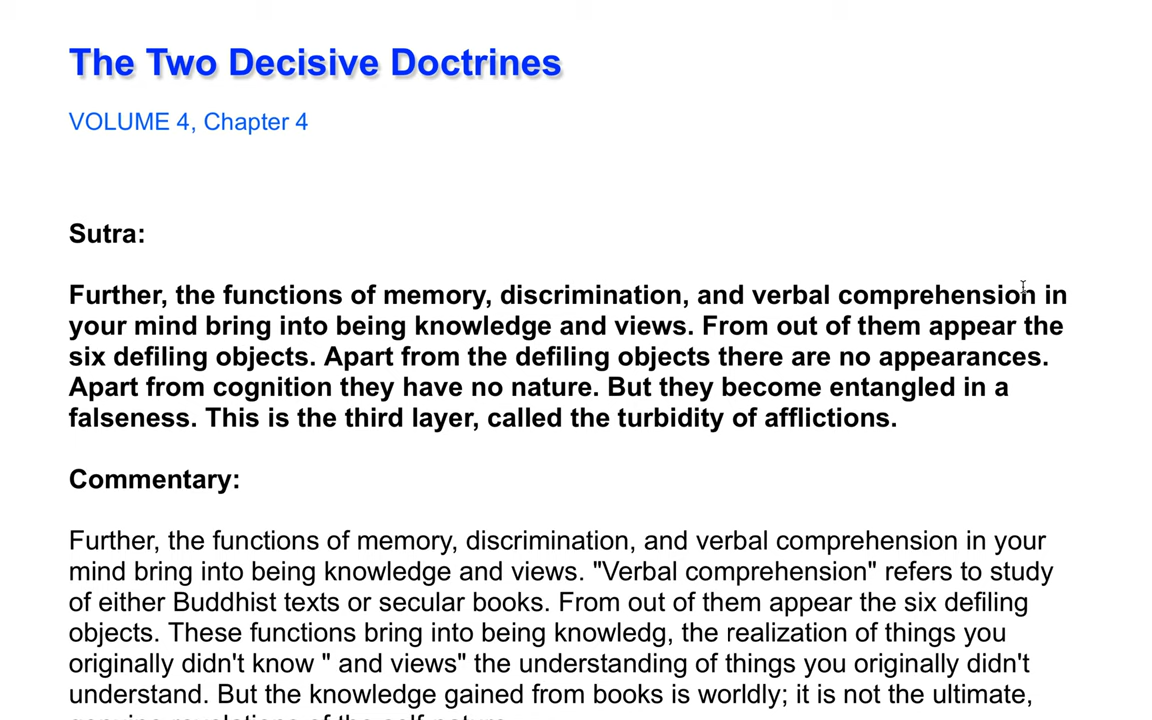 The Two Decisive Doctrines
VOLUME 4, Chapter 4
Sutra:
Further, the functions of memory, discrimination, and verbal comprehension in
your mind bring into being knowledge and views. From out of them appear the
six defiling objects. Apart from the defiling objects there are no appearances.
Apart from cognition they have no nature. But they become entangled in a
falseness. This is the third layer, called the turbidity of afflictions.
Commentary:
Further, the functions of memory, discrimination, and verbal comprehension in your
mind bring into being knowledge and views. "Verbal comprehension" refers to study
of either Buddhist texts or secular books. From out of them appear the six defiling
objects. These functions bring into being knowledg, the realization of things you
originally didn't know " and views" the understanding of things you originally didn't
understand. But the knowledge gained from books is worldly; it is not the ultimate,
genuine revelations of the self-nature.